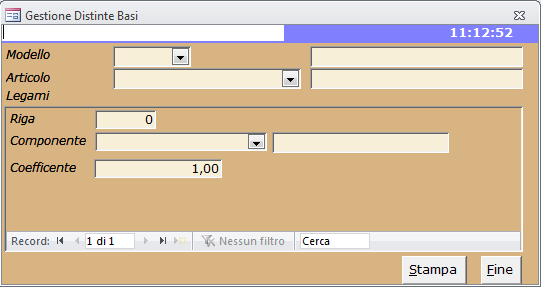 Gestione Distinte Basi
11:12:52
Modello
Articolo
Legami
Riga 0
Componente
Coefficente 1,00
Record: 1 di 1 Nessun filtro Cerca
Stampa Fine